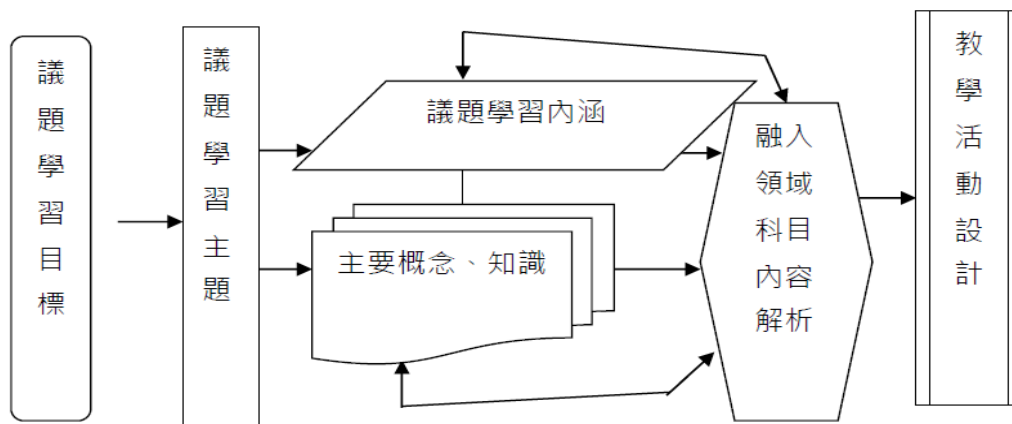 議題學習目標
議題學習主題
議題學習內涵
主要概念、知識
融入
領域
科目
內容
解析
教學活動設計